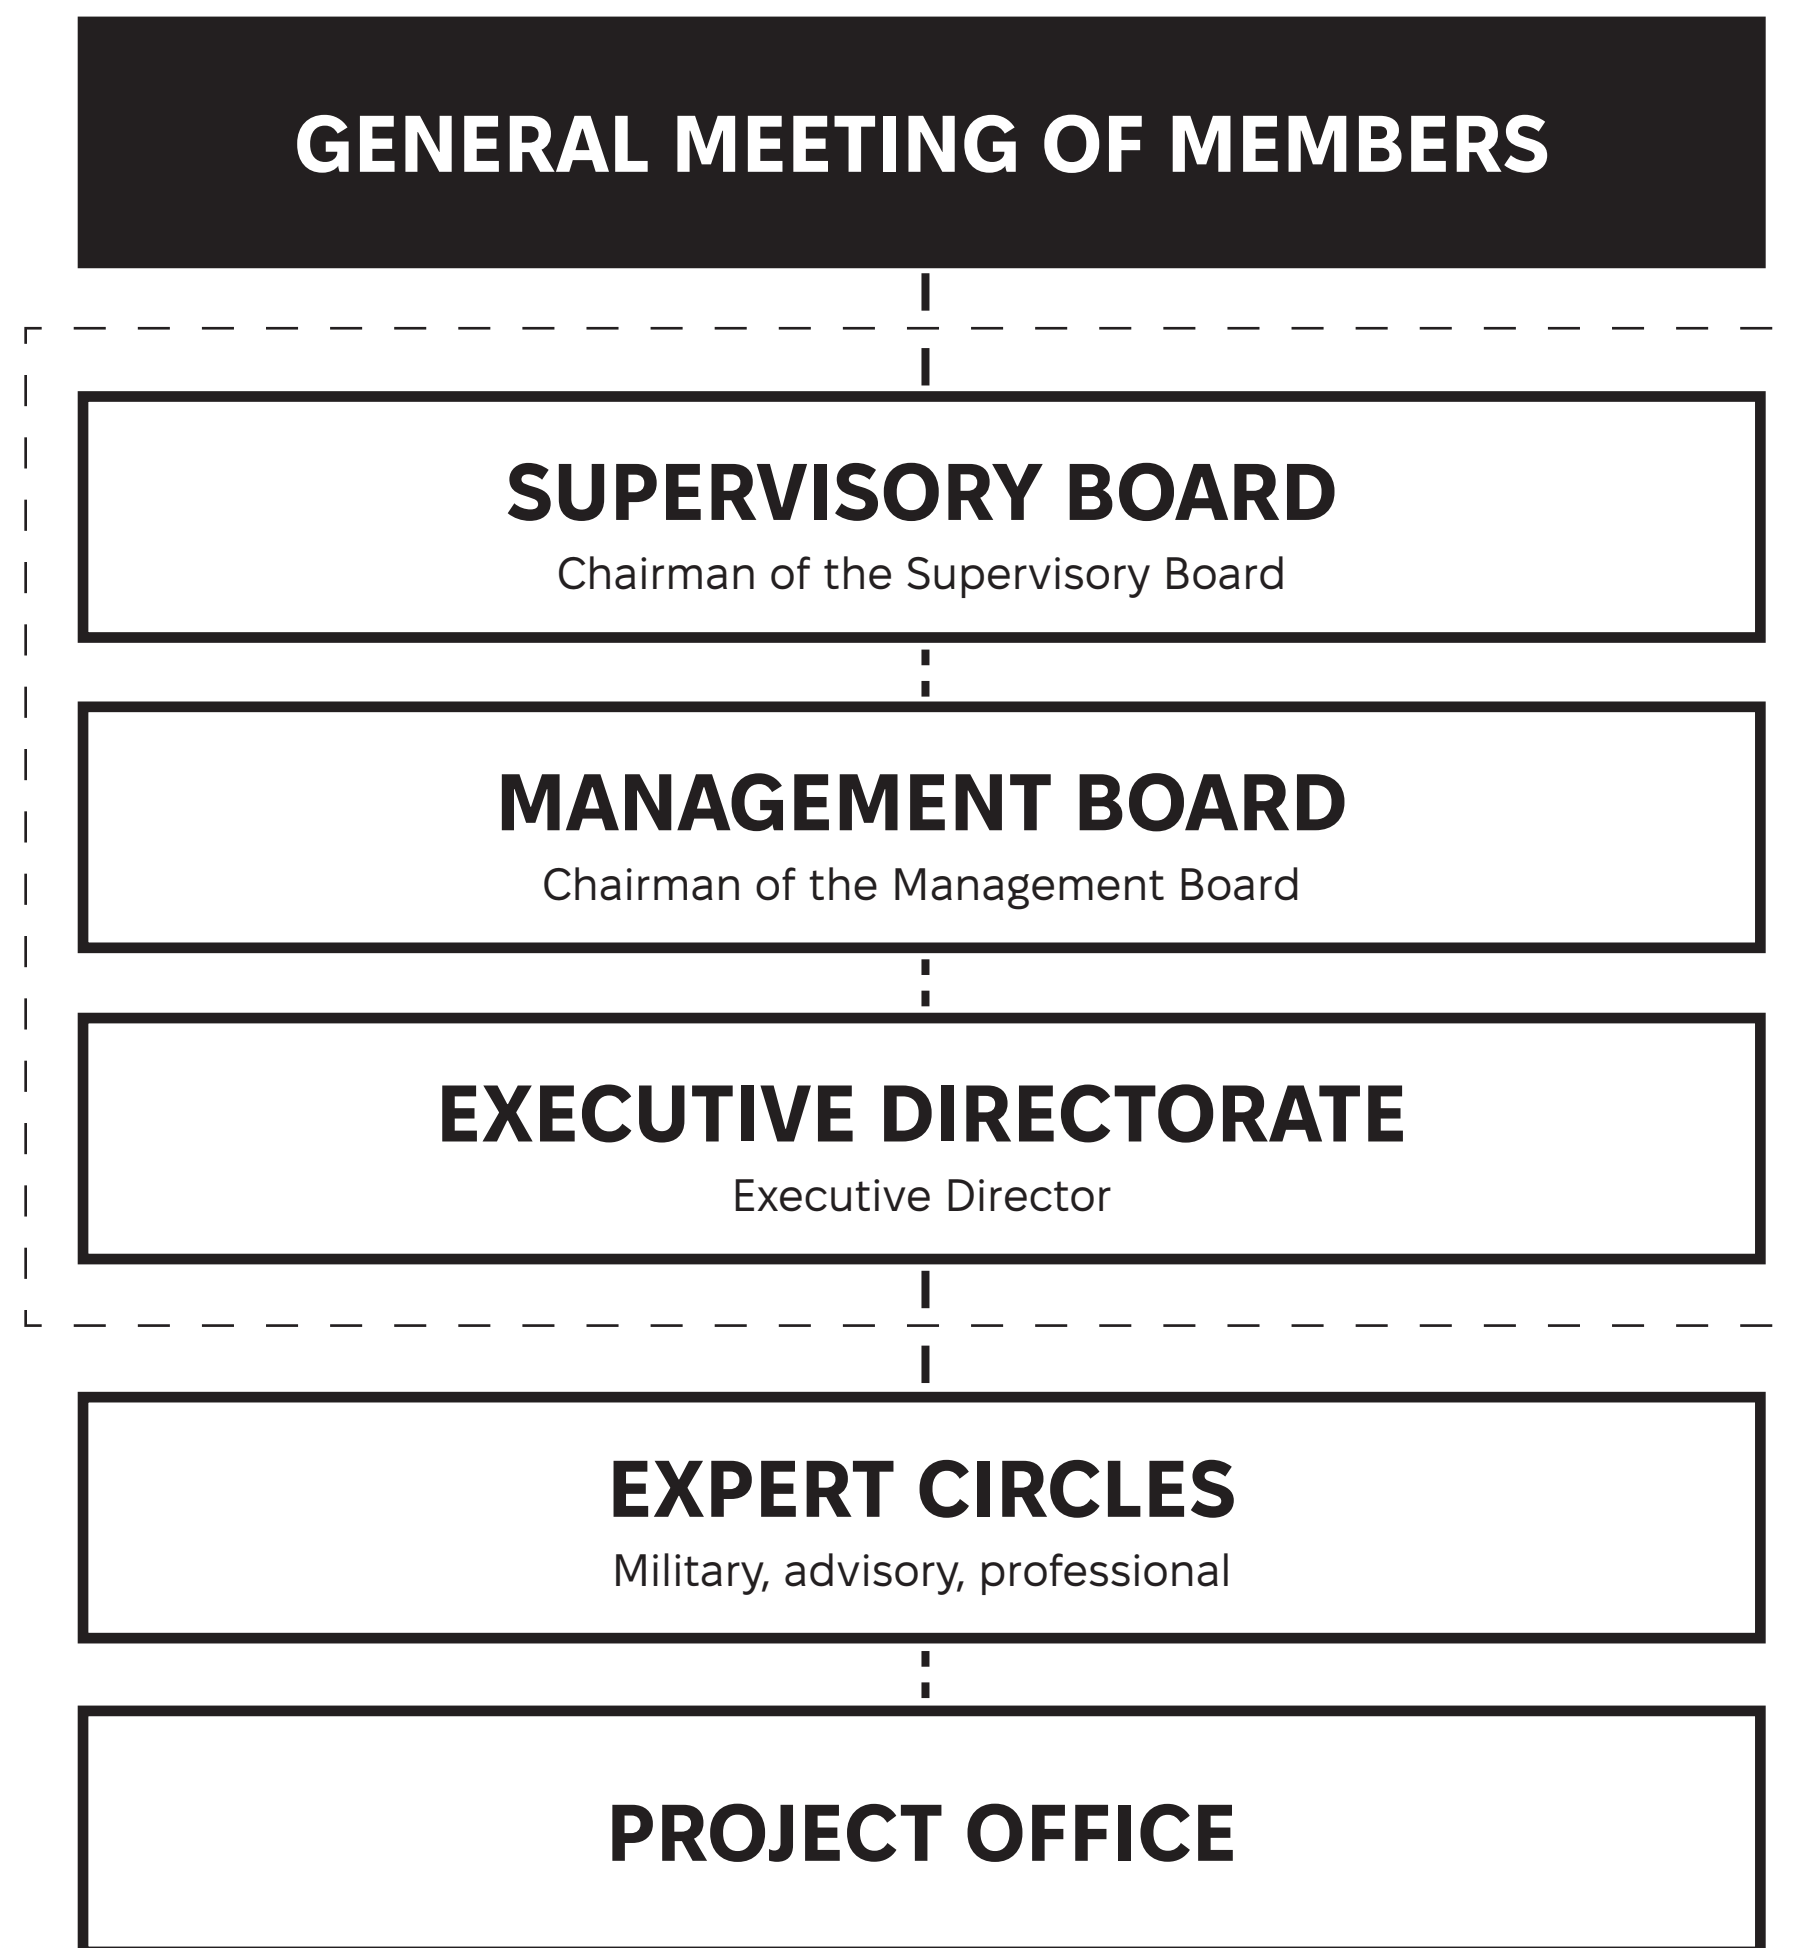 GENERAL MEETING OF MEMBERS
SUPERVISORY BOARD
Chairman of the Supervisory Board
MANAGEMENT BOARD
Chairman of the Management Board
EXECUTIVE DIRECTORATE
Executive Director
EXPERT CIRCLES
Military, advisory, professional
PROJECT OFFICE